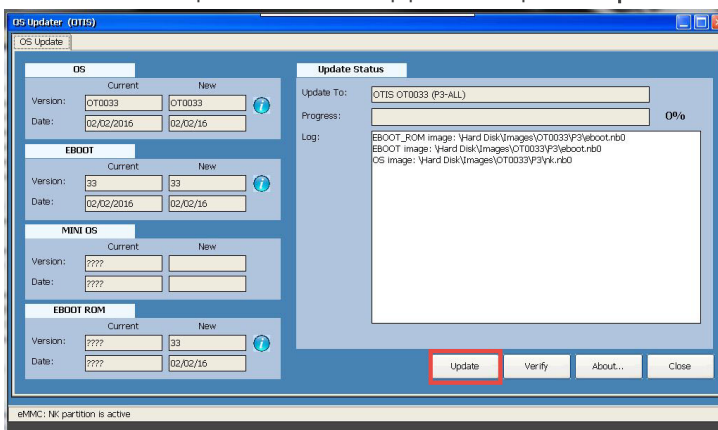 OS Updater (OTIS)
OS Update
OS
Current New
Version: OT0033 OT0033
Date: 02/02/2016 02/02/16
EBOOT
Current New
Version: 33 33
Date: 02/02/2016 02/02/16
MINI OS
Current New
Version: ????
Date: ????
EBOOT ROM
Current New
Version: ???? 33
Date: ???? 02/02/16
Update Status
Update To: OTIS OT0033 (P3-ALL)
Progress: 0%
Log: EBOOT_ROM image: \Hard Disk\Images\OT0033\P3\eboot.nb0
EBOOT image: \Hard Disk\Images\OT0033\P3\eboot.nb0
OS image: \Hard Disk\Images\OT0033\P3\nk.nb0
Update Verify About... Close
eMMC: NK partition is active